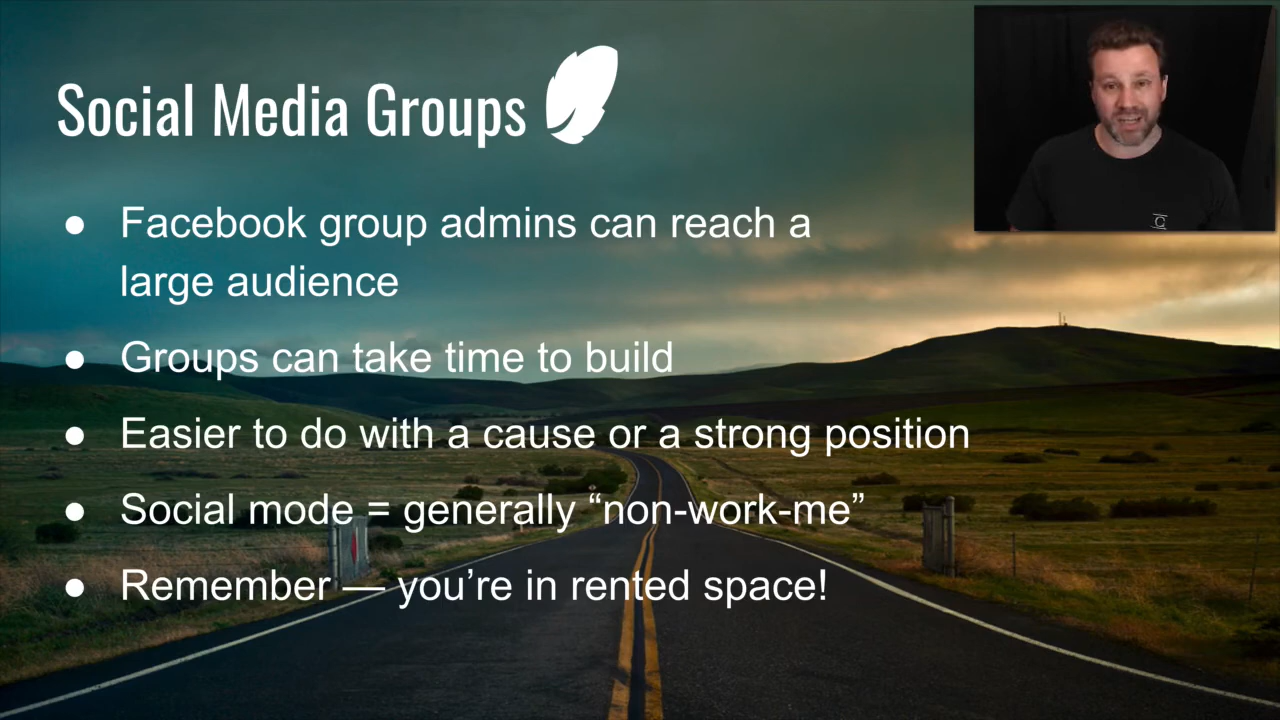 Social Media Groups
● Facebook group admins can reach a
large audience
● Groups can take time to build
● Easier to do with a cause or a strong position
● Social mode = generally “non-work-me”
● Remember — you’re in rented space!